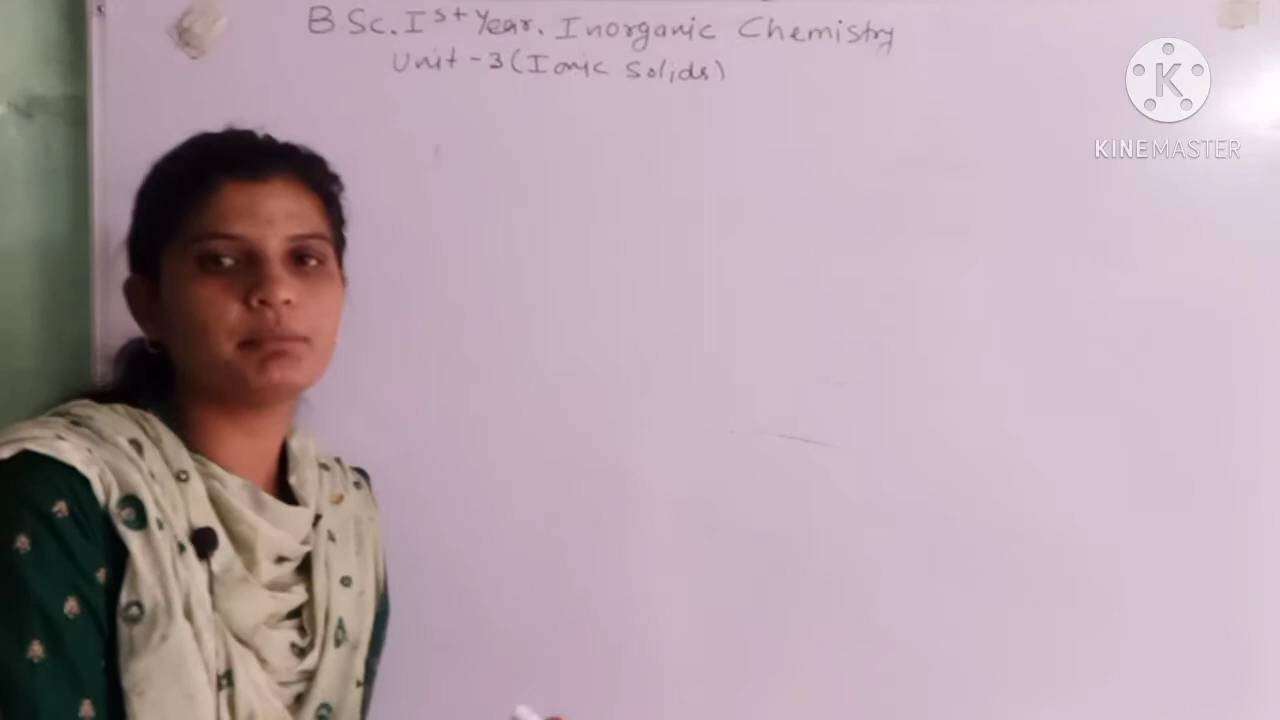 B Sc. Ist Year. Inorganic Chemistry
Unit - 3 (Ionic Solids)
K
KINEMASTER